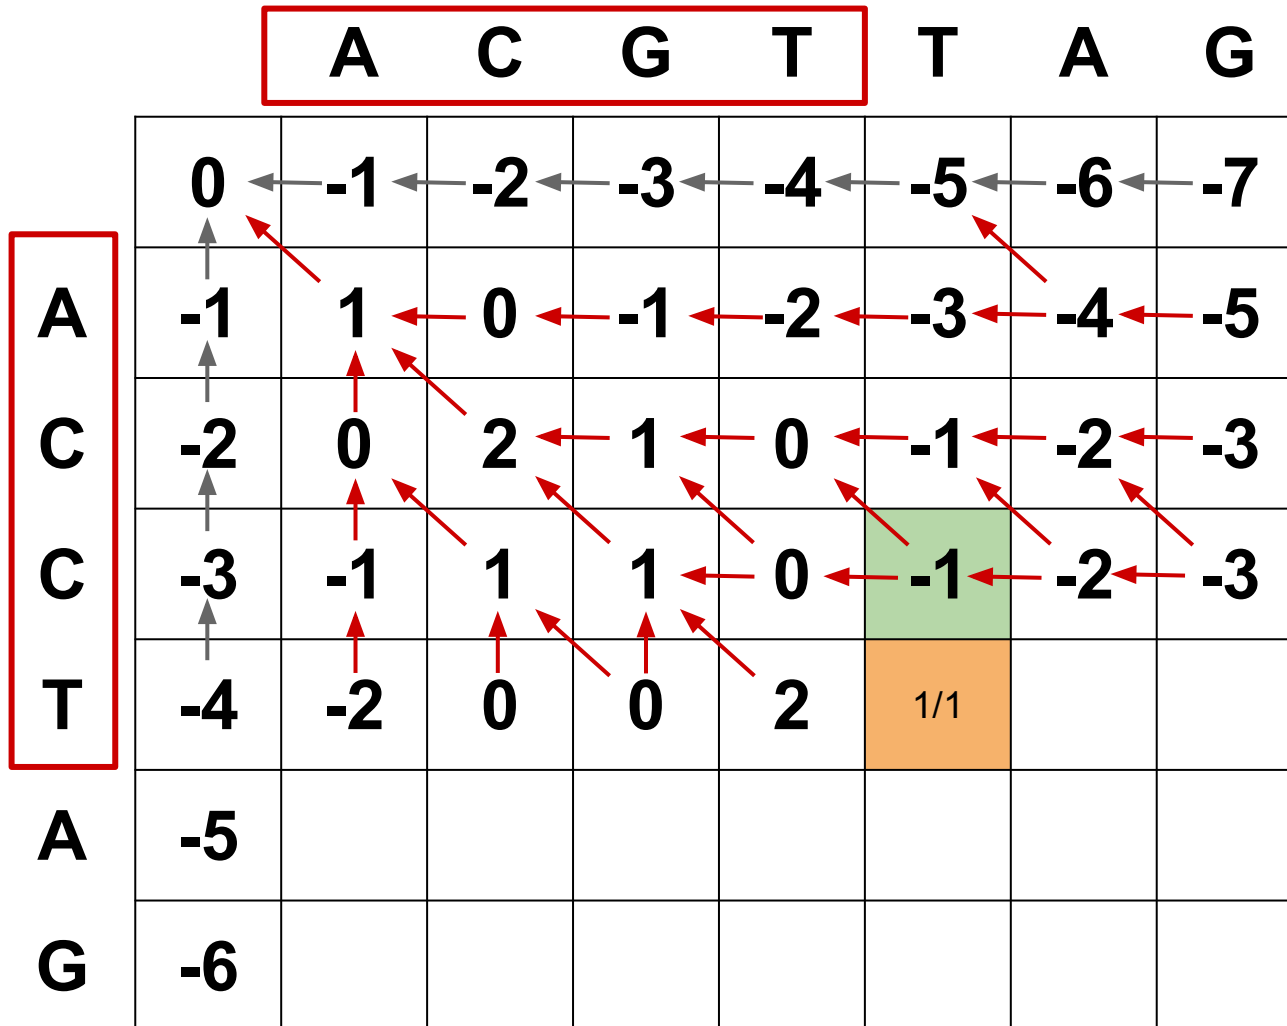 A C G T T A G
0 -1 -2 -3 -4 -5 -6 -7
A -1 1 0 -1 -2 -3 -4 -5
C -2 0 2 1 0 -1 -2 -3
C -3 -1 1 1 0 -1 -2 -3
T -4 -2 0 0 2 1/1
A -5
G -6